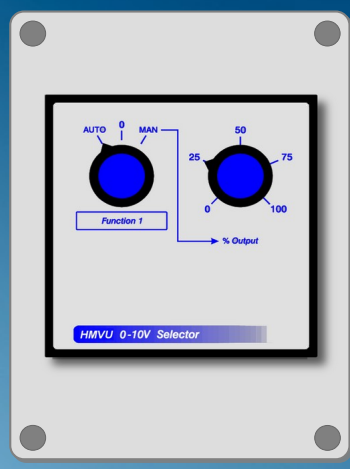 AUTO 0 MAN
0 25 50 75 100
Function 1
% Output
HMVU 0-10V Selector